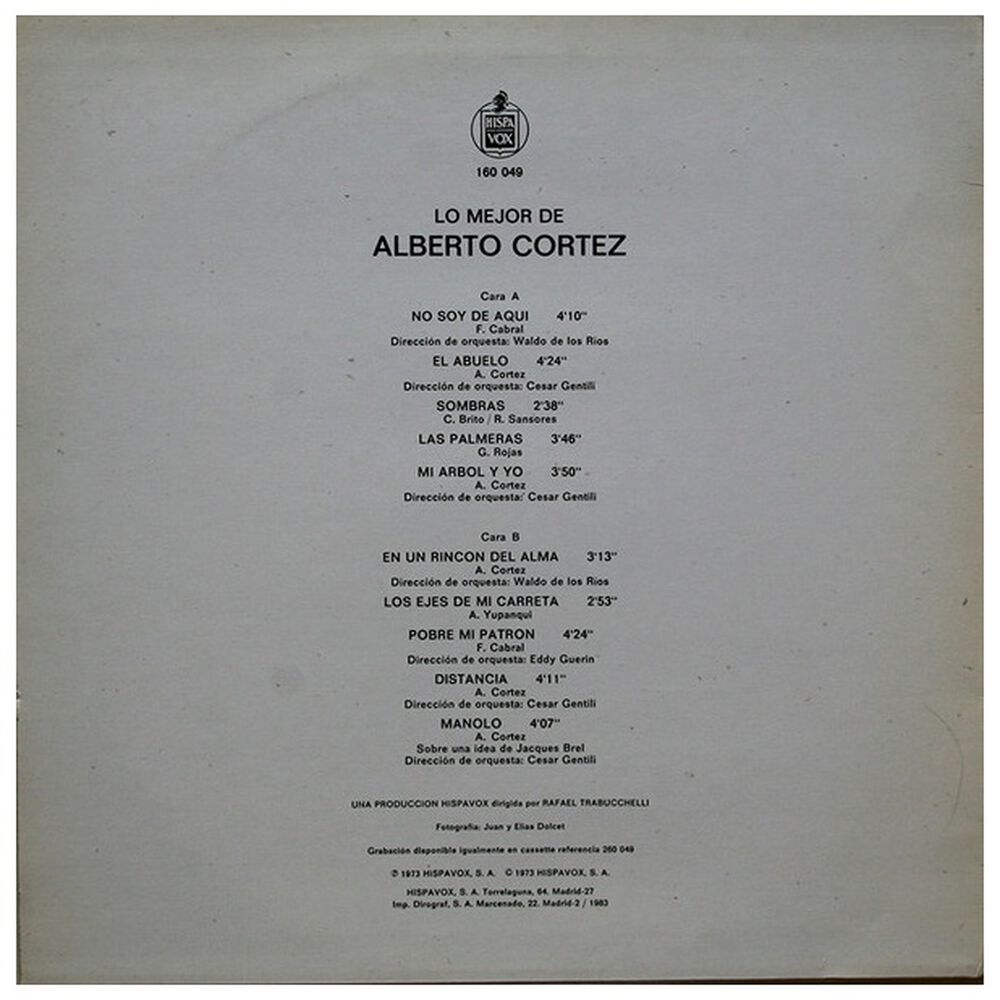 HISPA
VOX
160 049
LO MEJOR DE
ALBERTO CORTEZ
Cara A
NO SOY DE AQUI 4'10"
F. Cabral
Dirección de orquesta: Waldo de los Rios
EL ABUELO 4'24"
A. Cortez
Dirección de orquesta: Cesar Gentili
SOMBRAS 2'38"
C. Brito / R. Sansores
LAS PALMERAS 3'46"
G. Rojas
MI ARBOL Y YO 3'50"
A. Cortez
Dirección de orquesta: Cesar Gentili
Cara B
EN UN RINCON DEL ALMA 3'13"
A. Cortez
Dirección de orquesta: Waldo de los Rios
LOS EJES DE MI CARRETA 2'53"
A. Yupanqui
POBRE MI PATRON 4'24"
F. Cabral
Dirección de orquesta: Eddy Guerin
DISTANCIA 4'11"
A. Cortez
Dirección de orquesta: Cesar Gentili
MANOLO 4'07"
A. Cortez
Sobre una idea de Jacques Brel
Dirección de orquesta: Cesar Gentili
UNA PRODUCCION HISPAVOX dirigida por RAFAEL TRABUCCHELLI
Fotografía: Juan y Elias Dolcet
Grabación disponible igualmente en cassette referencia 260 049
℗ 1973 HISPAVOX, S. A. © 1973 HISPAVOX, S. A.
HISPAVOX, S. A. Torrelaguna, 64. Madrid-27
Imp. Dirograf, S. A. Marcenado, 22. Madrid-2 / 1983